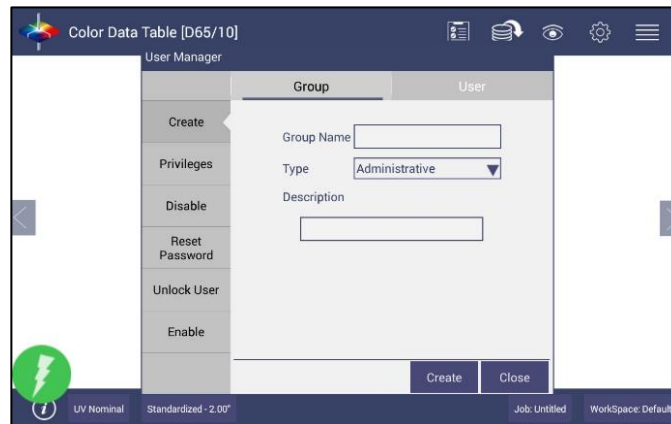 Color Data Table [D65/10]
User Manager
Group
User
Create
Privileges
Disable
Reset
Password
Unlock User
Enable
Group Name
Type
Administrative
Description
Create
Close
i
UV Nominal
Standardized - 2.00"
Job: Untitled
WorkSpace: Default